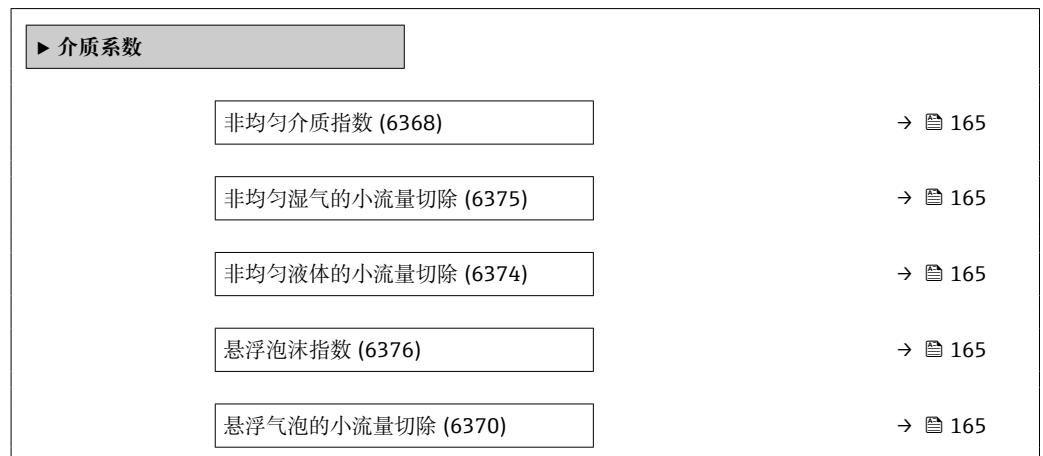 ▶ 介质系数
非均匀介质指数 (6368) → 165
非均匀湿气的小流量切除 (6375) → 165
非均匀液体的小流量切除 (6374) → 165
悬浮泡沫指数 (6376) → 165
悬浮气泡的小流量切除 (6370) → 165